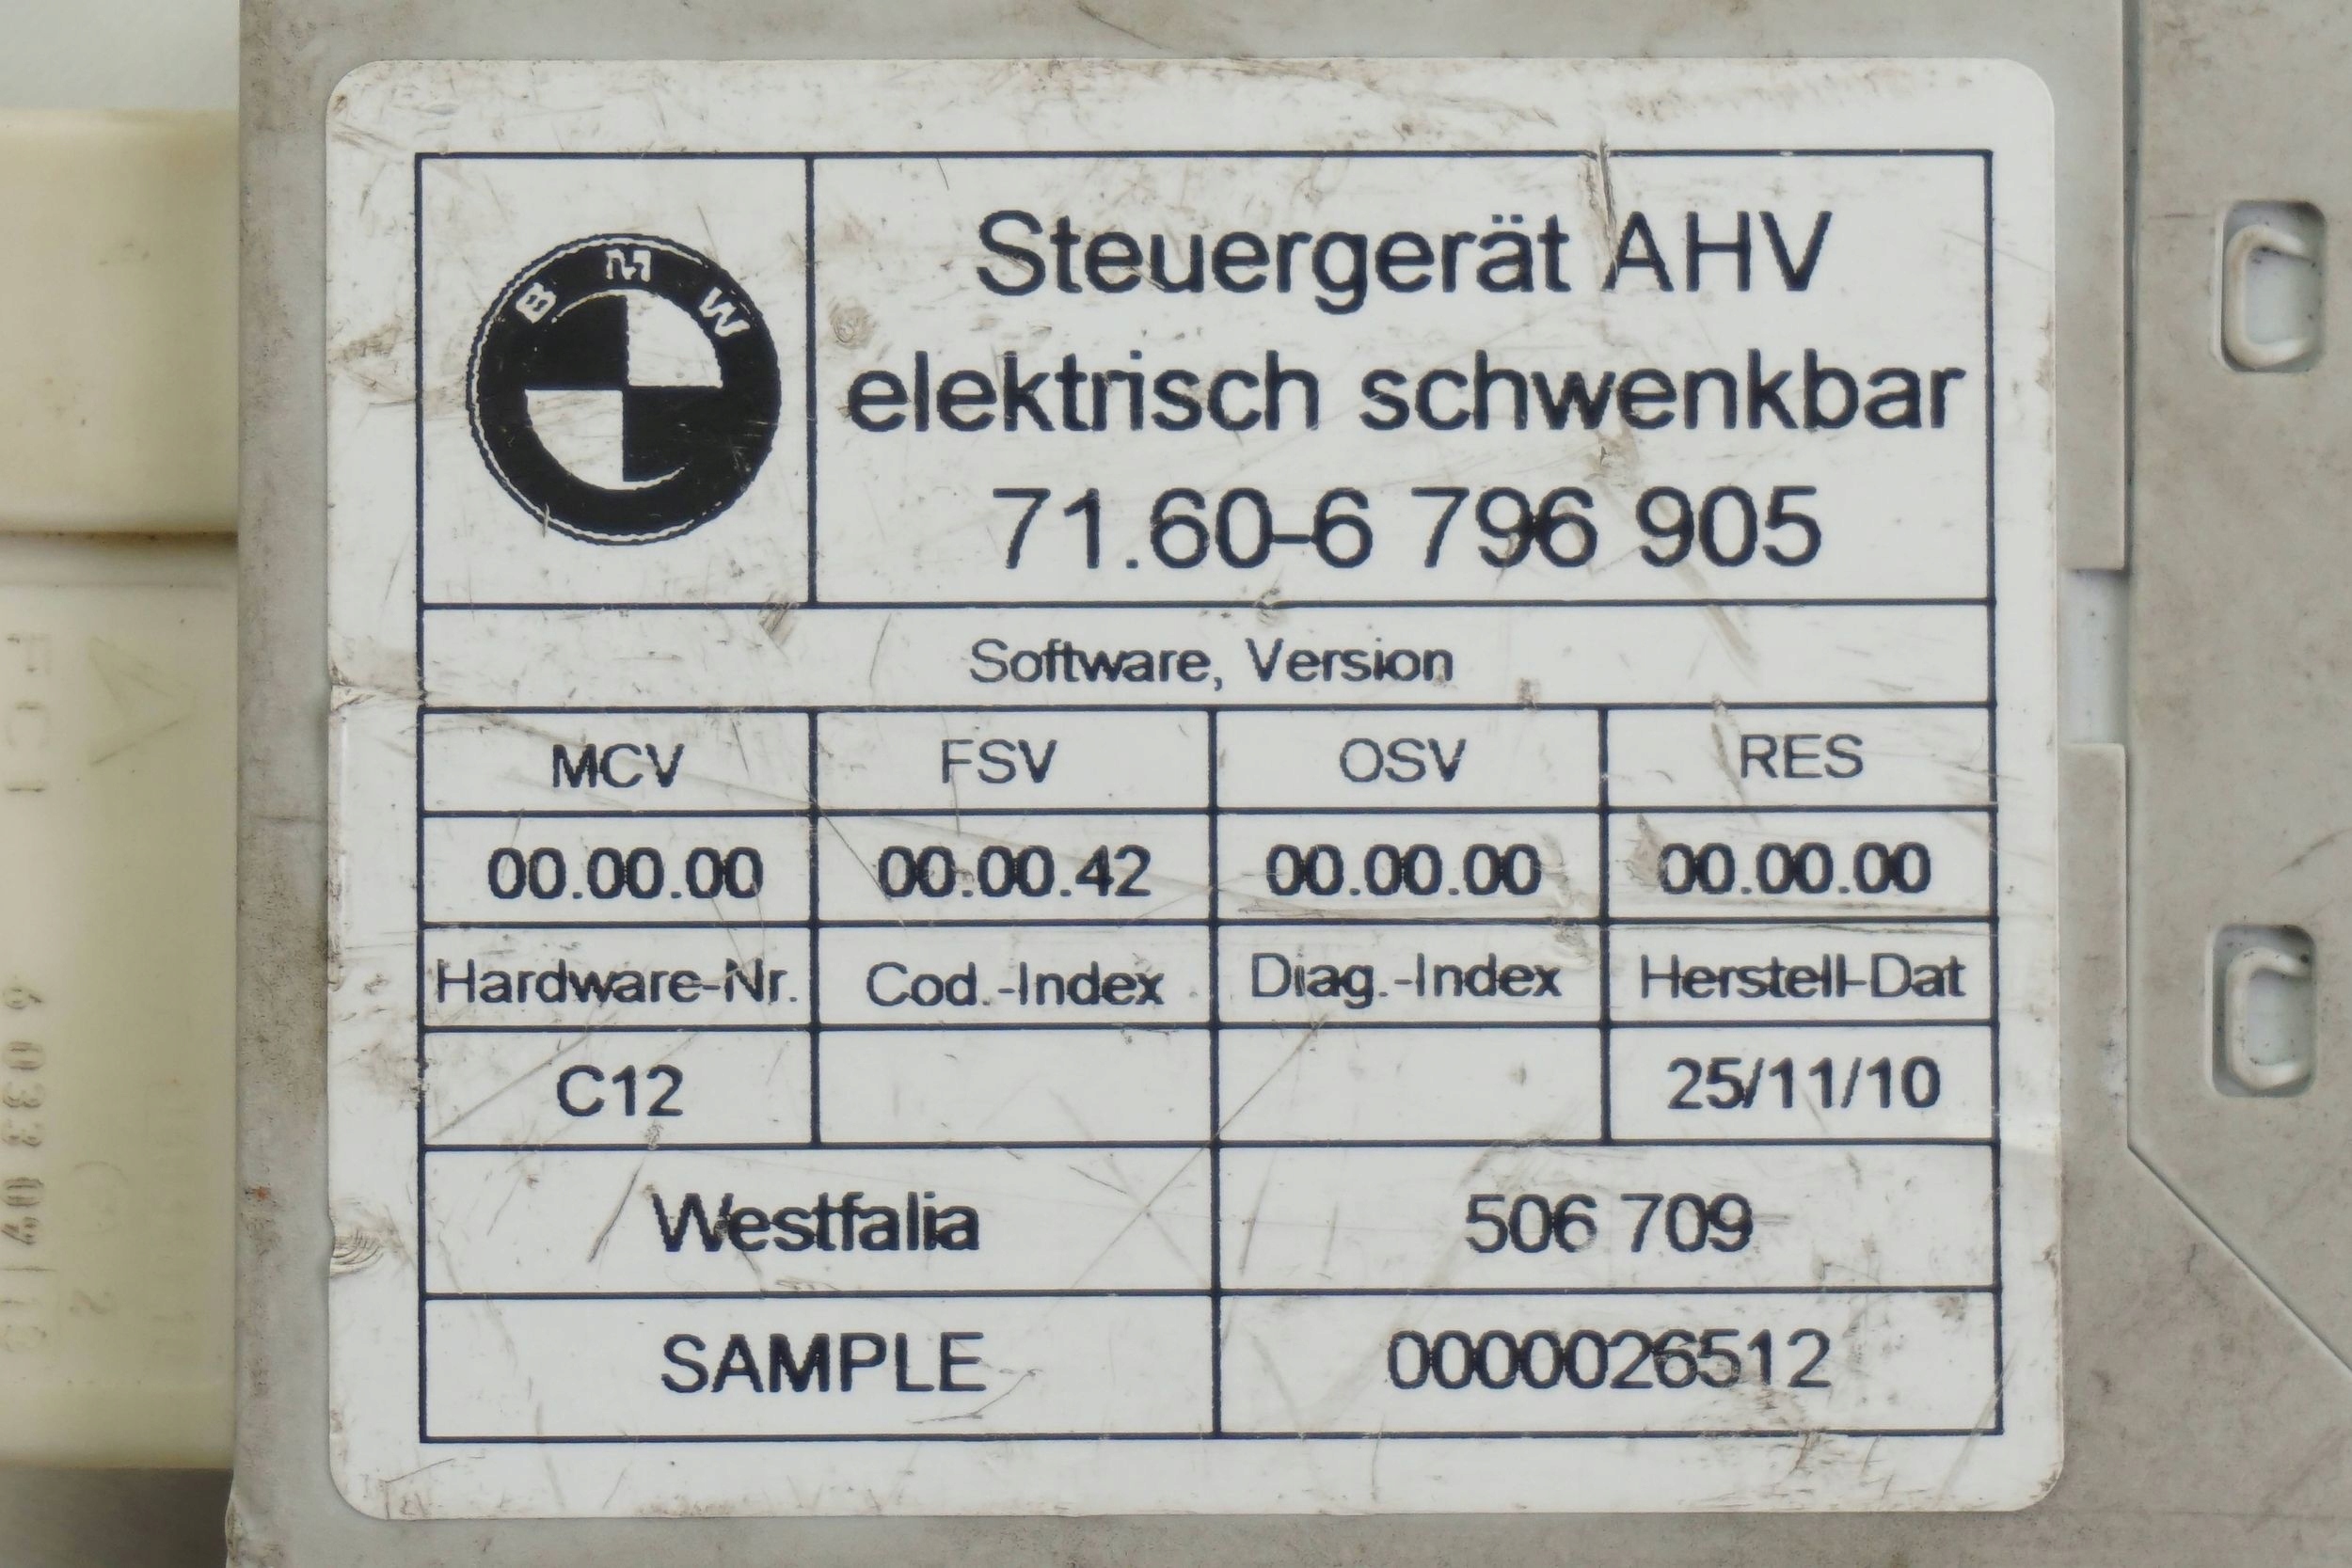 BMW
Steuergerät AHV
elektrisch schwenkbar
71.60-6 796 905
Software, Version
MCV FSV OSV RES
00.00.00 00.00.42 00.00.00 00.00.00
Hardware-Nr. Cod.-Index Diag.-Index Herstell-Dat
C12 25/11/10
Westfalia 506 709
SAMPLE 0000026512